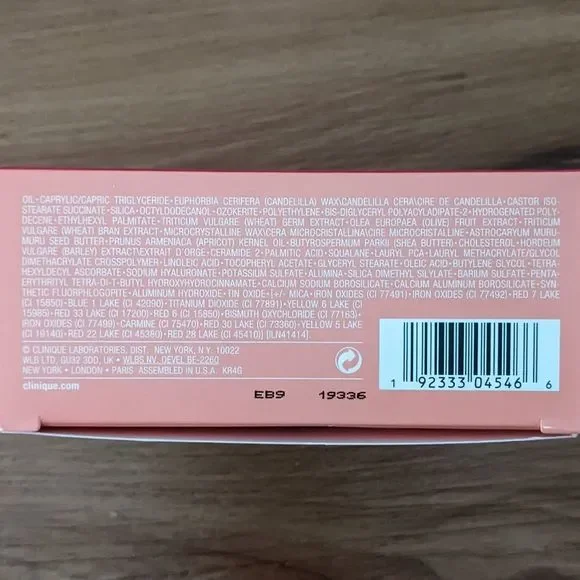 OIL•CAPRYLIC/CAPRIC TRIGLYCERIDE•EUPHORBIA CERIFERA (CANDELILLA) WAX\CANDELILLA CERA\CIRE DE CANDELILLA•CASTOR ISO-
STEARATE SUCCINATE•SILICA•OCTYLDODECANOL•OZOKERITE•POLYETHYLENE•BIS-DIGLYCERYL POLYACYLADIPATE-2•HYDROGENATED POLY-
DECENE•ETHYLHEXYL PALMITATE•TRITICUM VULGARE (WHEAT) GERM EXTRACT•OLEA EUROPAEA (OLIVE) FRUIT EXTRACT•TRITICUM
VULGARE (WHEAT) BRAN EXTRACT•MICROCRYSTALLINE WAX\CERA MICROCRISTALLINA\CIRE MICROCRISTALLINE•ASTROCARYUM MURU-
MURU SEED BUTTER•PRUNUS ARMENIACA (APRICOT) KERNEL OIL•BUTYROSPERMUM PARKII (SHEA BUTTER)•CHOLESTEROL•HORDEUM
VULGARE (BARLEY) EXTRACT\EXTRAIT D'ORGE•CERAMIDE 2•PALMITIC ACID•SQUALANE•LAURYL PCA•LAURYL METHACRYLATE/GLYCOL
DIMETHACRYLATE CROSSPOLYMER•LINOLEIC ACID•TOCOPHERYL ACETATE•GLYCERYL STEARATE•OLEIC ACID•BUTYLENE GLYCOL•TETRA-
HEXYLDECYL ASCORBATE•SODIUM HYALURONATE•POTASSIUM SULFATE•ALUMINA•SILICA DIMETHYL SILYLATE•BARIUM SULFATE•PENTA-
ERYTHRITYL TETRA-DI-T-BUTYL HYDROXYHYDROCINNAMATE•CALCIUM SODIUM BOROSILICATE•CALCIUM ALUMINUM BOROSILICATE•SYN-
THETIC FLUORPHLOGOPITE•ALUMINUM HYDROXIDE•TIN OXIDE•[+/- MICA•IRON OXIDES (CI 77491)•IRON OXIDES (CI 77492)•RED 7 LAKE
(CI 15850)•BLUE 1 LAKE (CI 42090)•TITANIUM DIOXIDE (CI 77891)•YELLOW 6 LAKE (CI
15985)•RED 33 LAKE (CI 17200)•RED 6 (CI 15850)•BISMUTH OXYCHLORIDE (CI 77163)•
IRON OXIDES (CI 77499)•CARMINE (CI 75470)•RED 30 LAKE (CI 73360)•YELLOW 5 LAKE
(CI 19140)•RED 22 LAKE (CI 45380)•RED 28 LAKE (CI 45410)] [ILN41414]
© CLINIQUE LABORATORIES, DIST. NEW YORK, N.Y. 10022
WLB LTD. GU32 3DD, UK • WLBS NV. OEVEL BE-2260
NEW YORK • LONDON • PARIS ASSEMBLED IN U.S.A. KR4G
clinique.com
EB9 19336
1 92333 04546 6